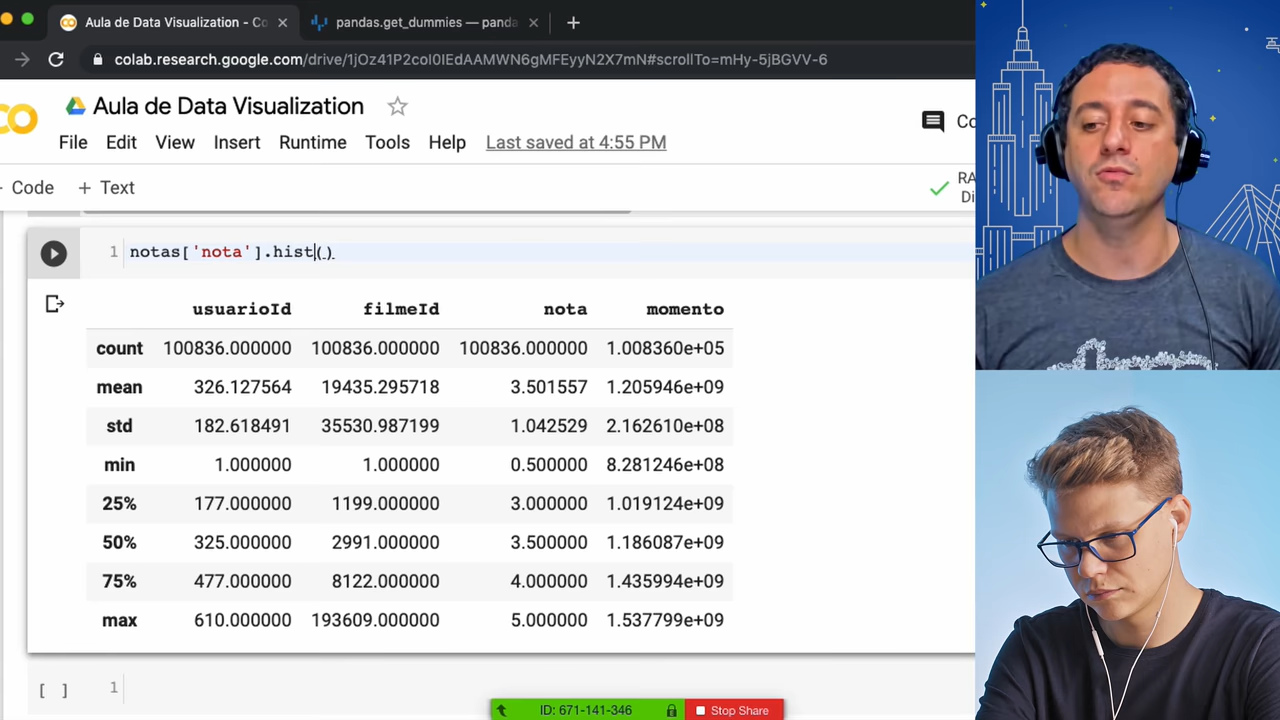 Aula de Data Visualization - Co
pandas.get_dummies — panda
colab.research.google.com/drive/1jOz41P2coI0IEdAAMWN6gMFEyyN2X7mN#scrollTo=mHy-5jBGVV-6
Aula de Data Visualization
Co
File Edit View Insert Runtime Tools Help Last saved at 4:55 PM
Code + Text
RA
Di
1 notas['nota'].hist()
usuarioId filmeId nota momento
count 100836.000000 100836.000000 100836.000000 1.008360e+05
mean 326.127564 19435.295718 3.501557 1.205946e+09
std 182.618491 35530.987199 1.042529 2.162610e+08
min 1.000000 1.000000 0.500000 8.281246e+08
25% 177.000000 1199.000000 3.000000 1.019124e+09
50% 325.000000 2991.000000 3.500000 1.186087e+09
75% 477.000000 8122.000000 4.000000 1.435994e+09
max 610.000000 193609.000000 5.000000 1.537799e+09
[ ] 1
ID: 671-141-346 Stop Share